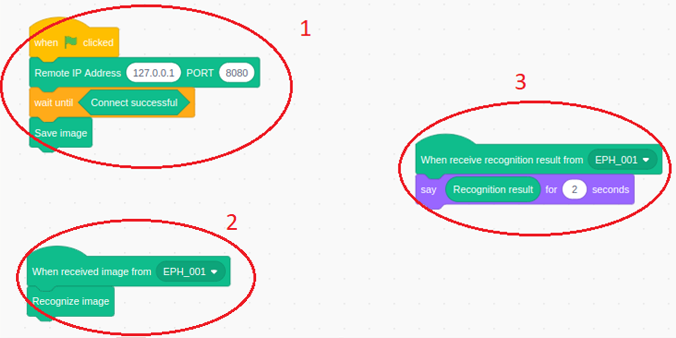 1
when clicked
Remote IP Address 127.0.0.1 PORT 8080
wait until Connect successful
Save image
2
When received image from EPH_001
Recognize image
3
When receive recognition result from EPH_001
say Recognition result for 2 seconds